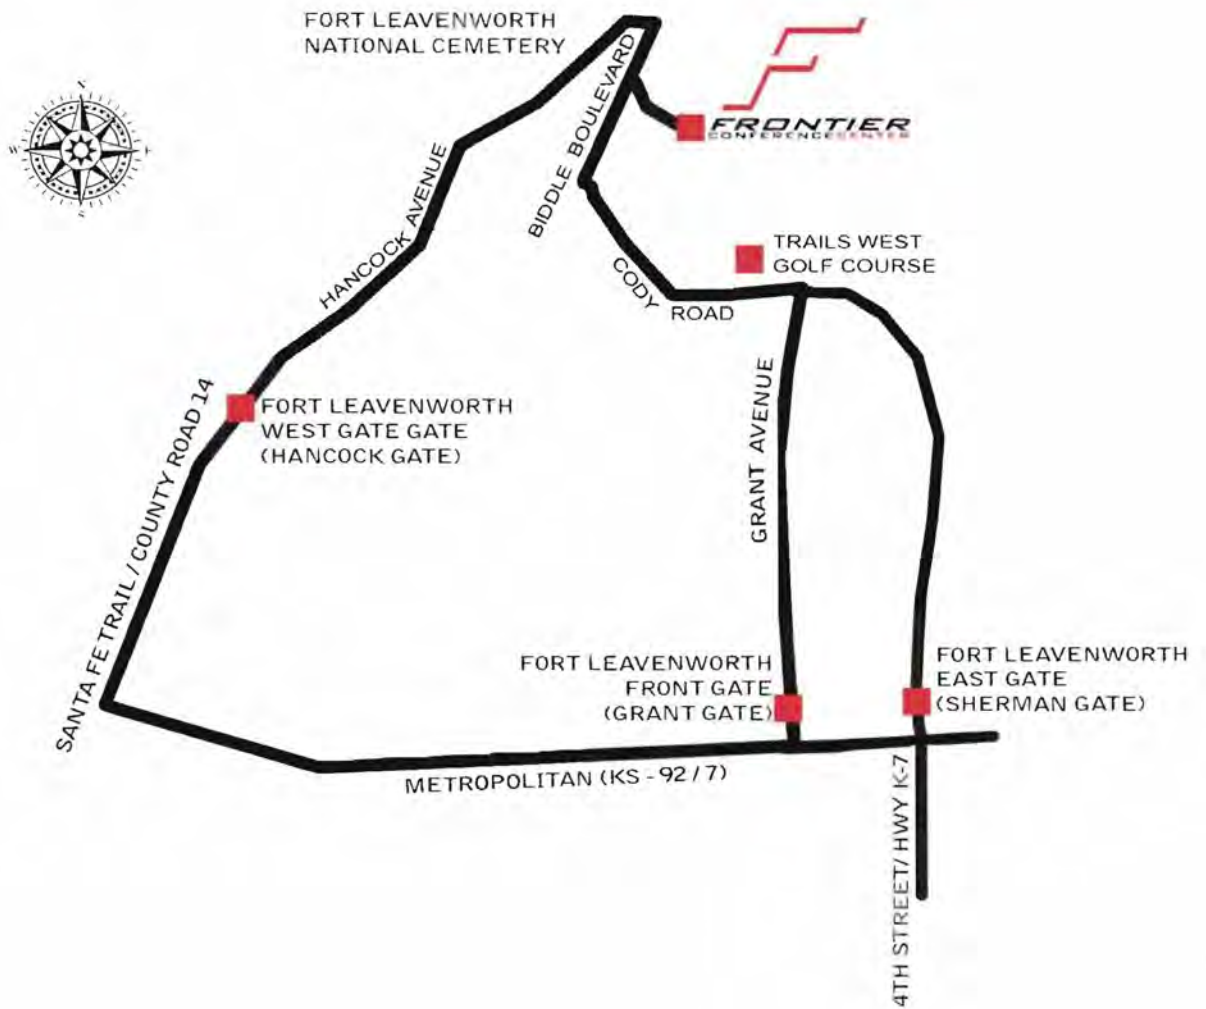 FORT LEAVENWORTH
NATIONAL CEMETERY
FRONTIER
CONFERENCECENTER
BIDDLE BOULEVARD
N
W
E
S
HANCOCK AVENUE
TRAILS WEST
GOLF COURSE
CODY
ROAD
FORT LEAVENWORTH
WEST GATE GATE
(HANCOCK GATE)
GRANT AVENUE
SANTA FE TRAIL / COUNTY ROAD 14
FORT LEAVENWORTH
FRONT GATE
(GRANT GATE)
FORT LEAVENWORTH
EAST GATE
(SHERMAN GATE)
METROPOLITAN (KS - 92 / 7)
4TH STREET/ HWY K-7